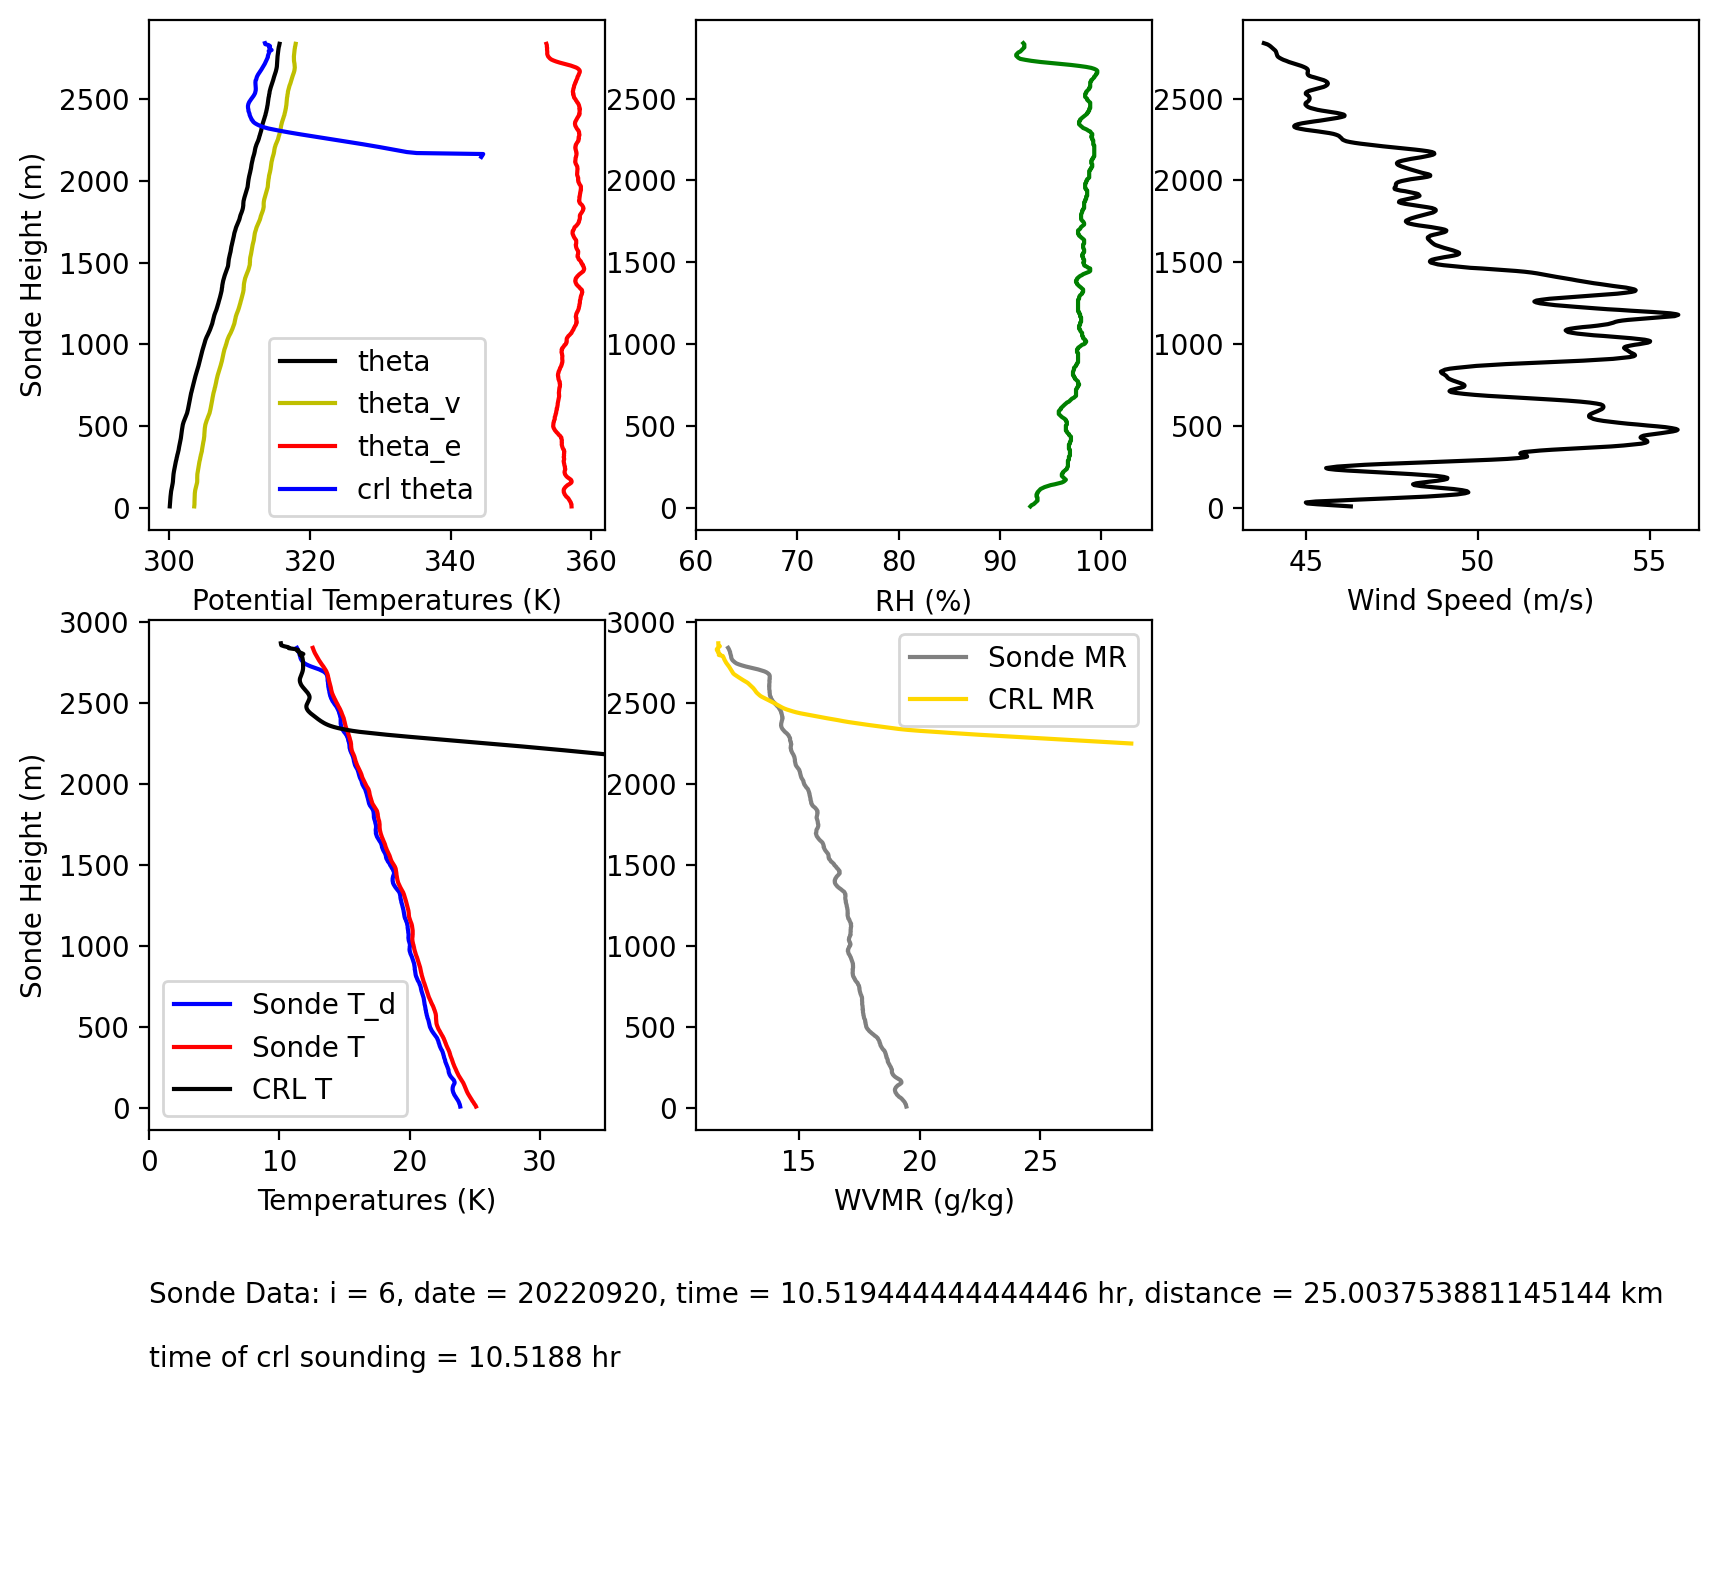 Sonde Height (m)
2500
2000
1500
1000
500
0
theta
theta_v
theta_e
crl theta
300 320 340 360
Potential Temperatures (K)
2500
2000
1500
1000
500
0
60 70 80 90 100
RH (%)
2500
2000
1500
1000
500
0
45 50 55
Wind Speed (m/s)
Sonde Height (m)
3000
2500
2000
1500
1000
500
0
Sonde T_d
Sonde T
CRL T
0 10 20 30
Temperatures (K)
3000
2500
2000
1500
1000
500
0
Sonde MR
CRL MR
15 20 25
WVMR (g/kg)
Sonde Data: i = 6, date = 20220920, time = 10.519444444444446 hr, distance = 25.003753881145144 km
time of crl sounding = 10.5188 hr